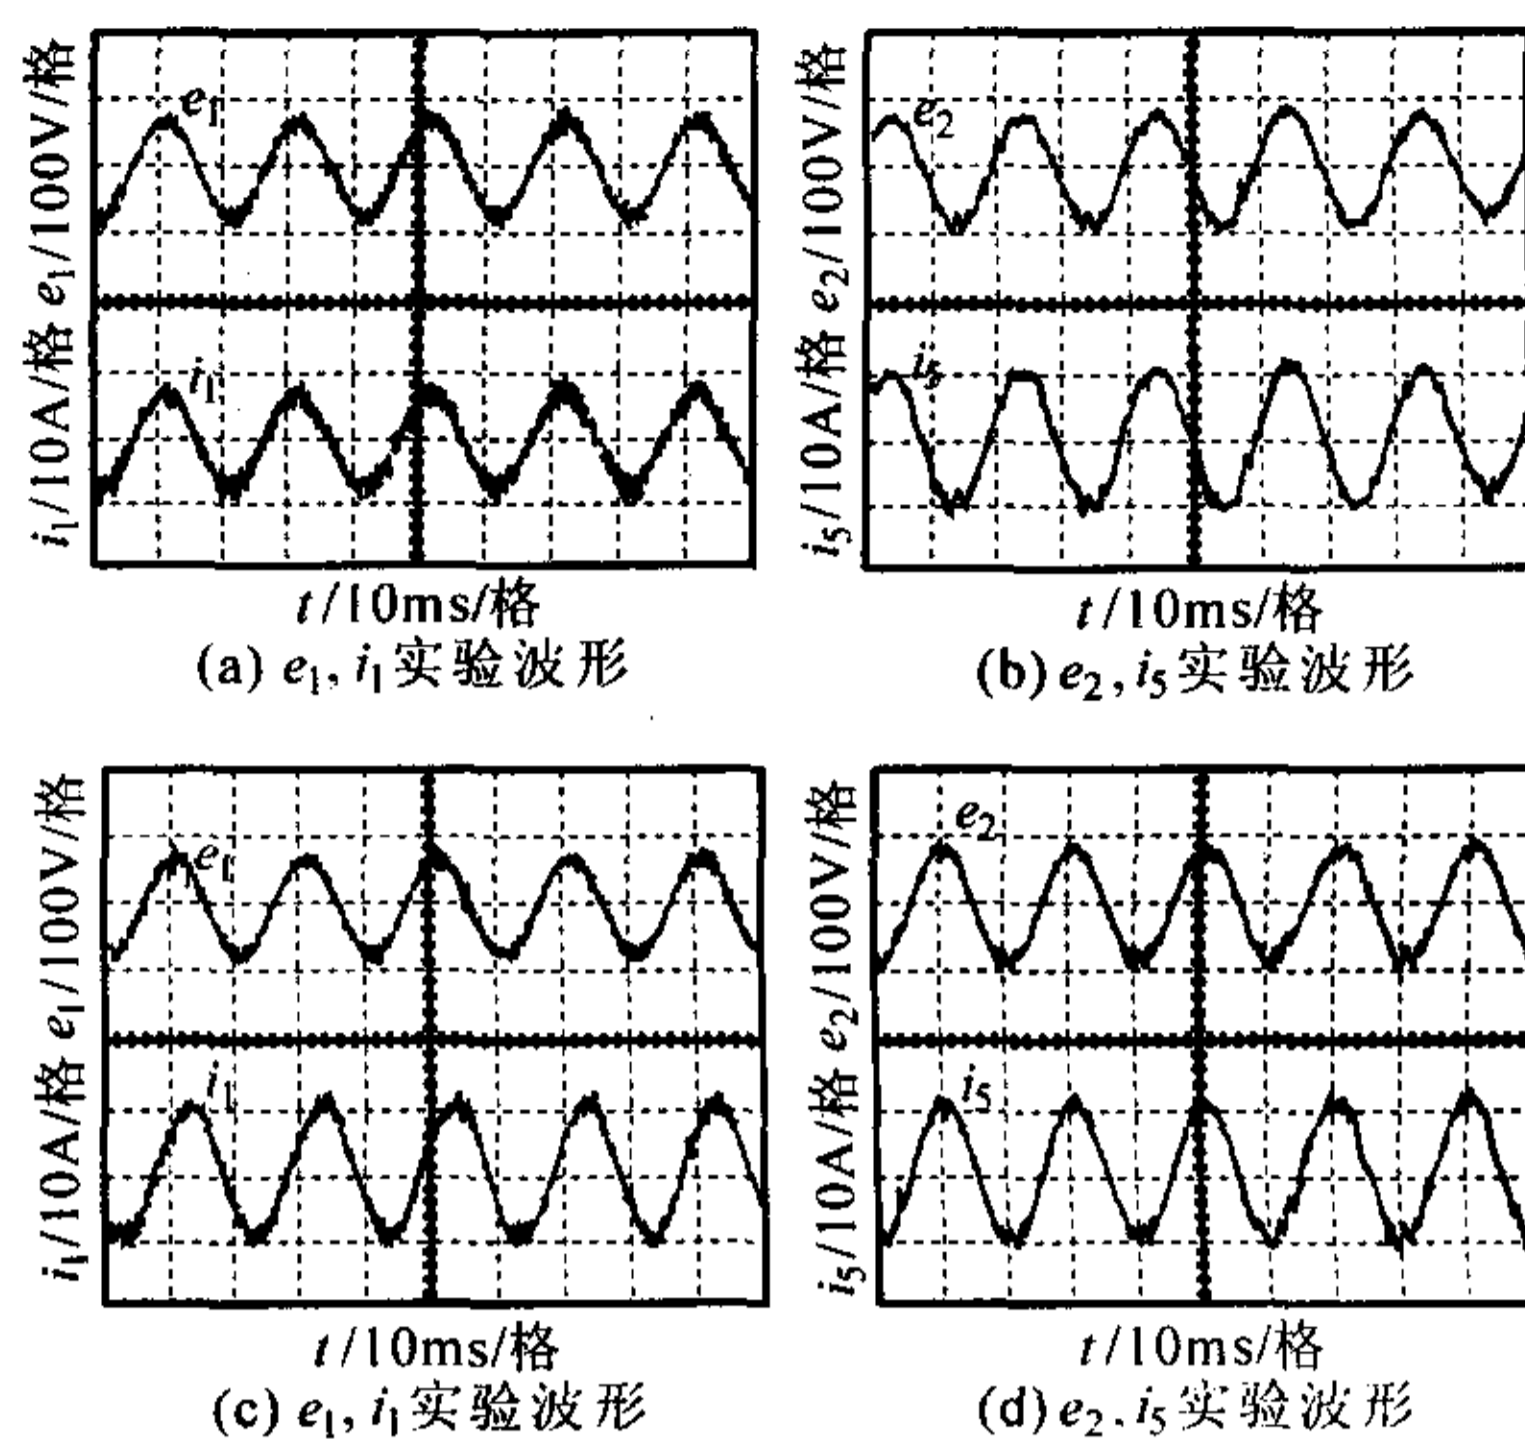 i₁/10A/格 e₁/100V/格
e₁
i₁
t/10ms/格
(a) e₁, i₁实验波形
i₅/10A/格 e₂/100V/格
e₂
i₅
t/10ms/格
(b) e₂, i₅实验波形
i₁/10A/格 e₁/100V/格
e₁
i₁
t/10ms/格
(c) e₁, i₁实验波形
i₅/10A/格 e₂/100V/格
e₂
i₅
t/10ms/格
(d) e₂. i₅实验波形